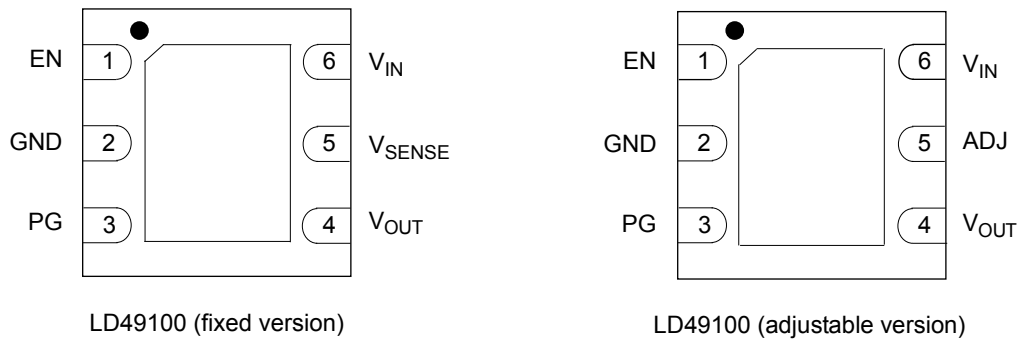 EN 1 6 VIN
GND 2 5 VSENSE
PG 3 4 VOUT
LD49100 (fixed version)
EN 1 6 VIN
GND 2 5 ADJ
PG 3 4 VOUT
LD49100 (adjustable version)